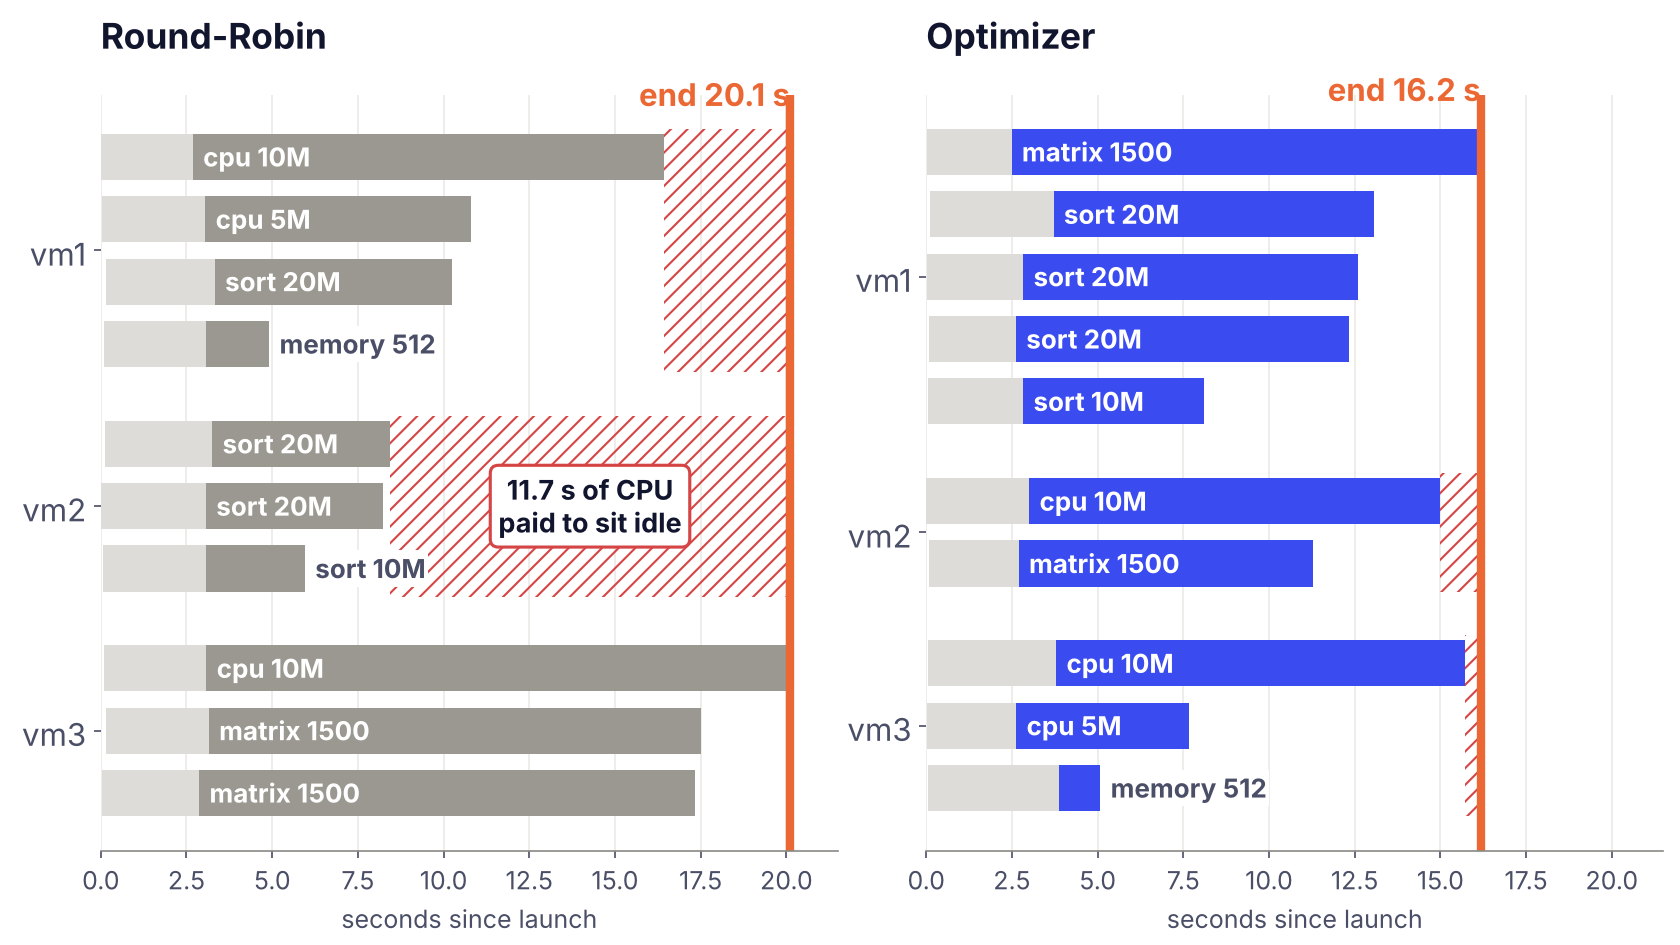 Round-Robin
end 20.1 s
vm1
cpu 10M
cpu 5M
sort 20M
memory 512
vm2
sort 20M
sort 20M
sort 10M
11.7 s of CPU
paid to sit idle
vm3
cpu 10M
matrix 1500
matrix 1500
0.0 2.5 5.0 7.5 10.0 12.5 15.0 17.5 20.0
seconds since launch
Optimizer
end 16.2 s
vm1
matrix 1500
sort 20M
sort 20M
sort 20M
sort 10M
vm2
cpu 10M
matrix 1500
vm3
cpu 10M
cpu 5M
memory 512
0.0 2.5 5.0 7.5 10.0 12.5 15.0 17.5 20.0
seconds since launch